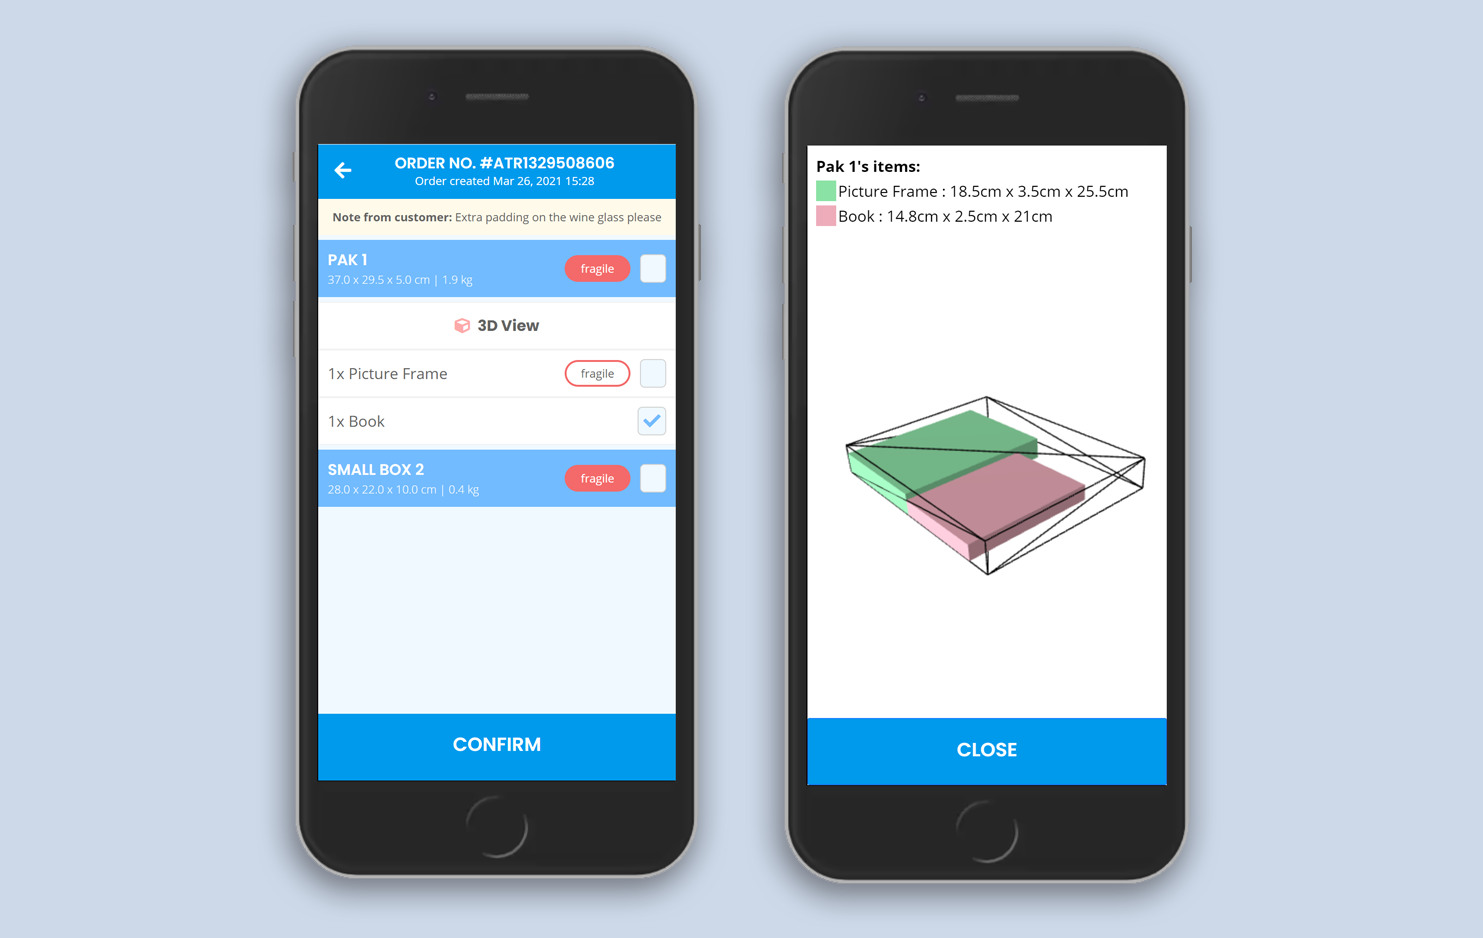 ORDER NO. #ATR1329508606
Order created Mar 26, 2021 15:28
Note from customer: Extra padding on the wine glass please
PAK 1
fragile
37.0 x 29.5 x 5.0 cm | 1.9 kg
3D View
1x Picture Frame
fragile
1x Book
SMALL BOX 2
fragile
28.0 x 22.0 x 10.0 cm | 0.4 kg
CONFIRM
Pak 1's items:
Picture Frame : 18.5cm x 3.5cm x 25.5cm
Book : 14.8cm x 2.5cm x 21cm
CLOSE